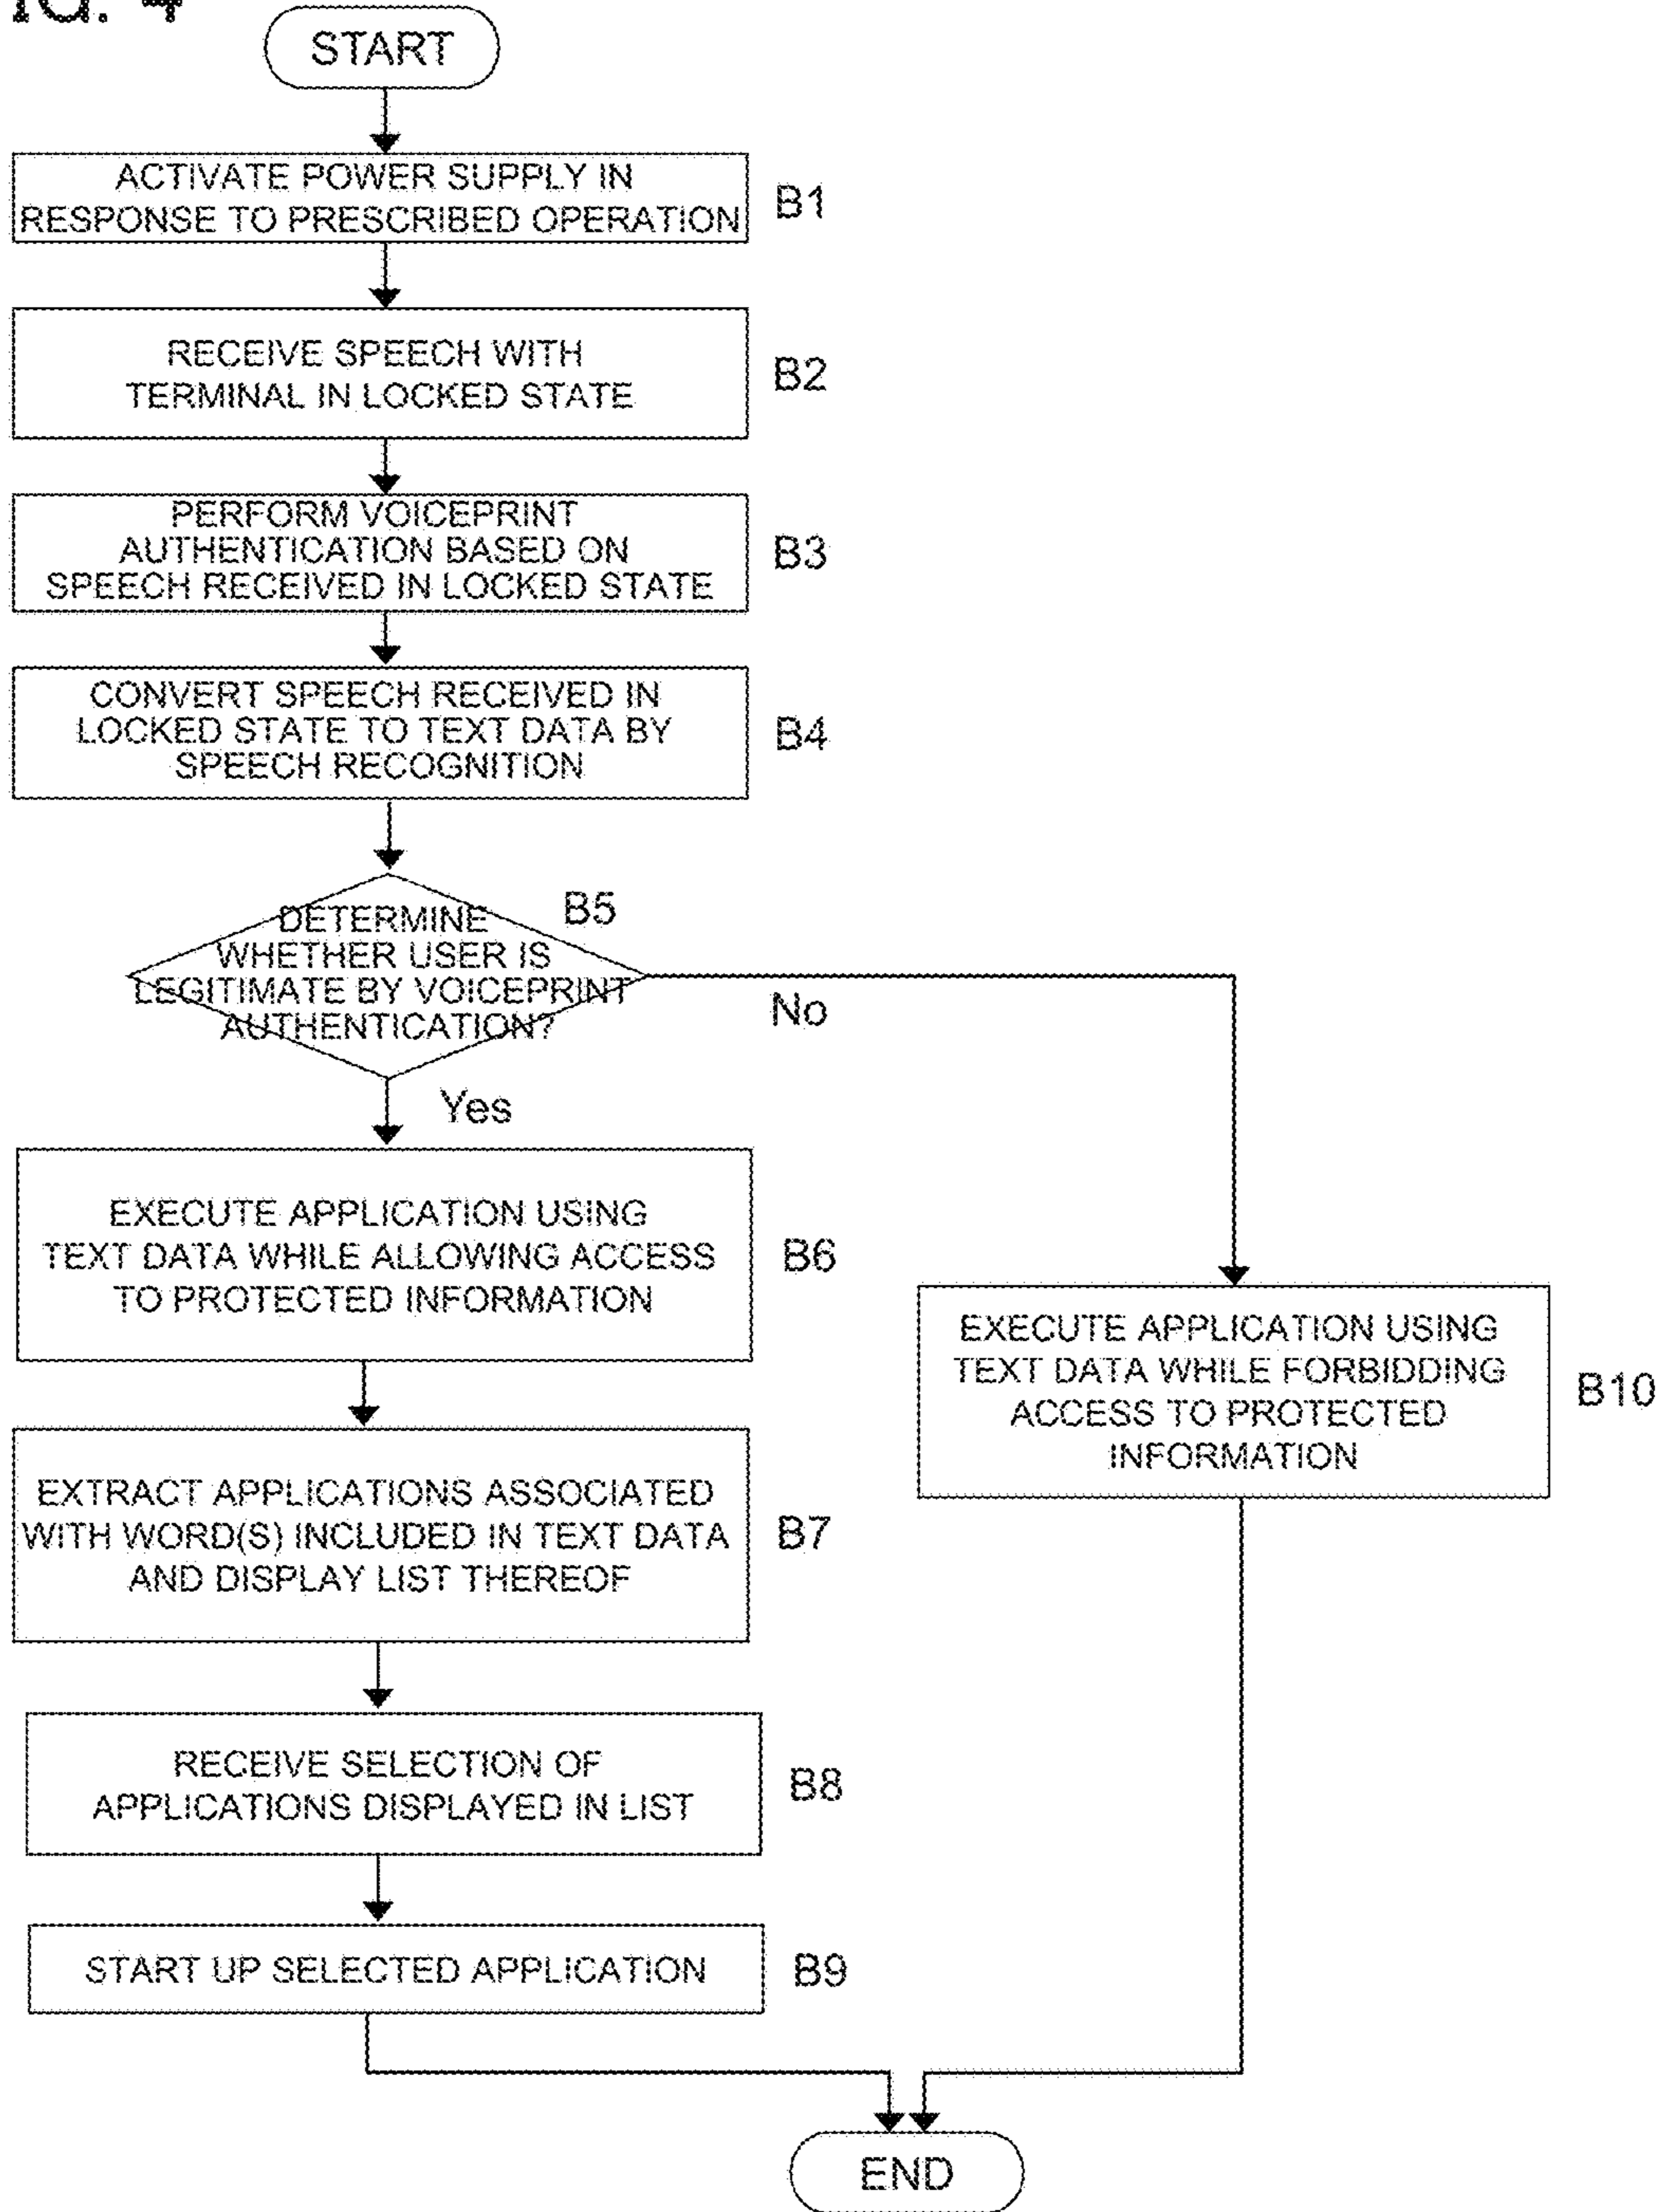 IG. 4
START
ACTIVATE POWER SUPPLY IN
RESPONSE TO PRESCRIBED OPERATION
B1
RECEIVE SPEECH WITH
TERMINAL IN LOCKED STATE
B2
PERFORM VOICEPRINT
AUTHENTICATION BASED ON
SPEECH RECEIVED IN LOCKED STATE
B3
CONVERT SPEECH RECEIVED IN
LOCKED STATE TO TEXT DATA BY
SPEECH RECOGNITION
B4
DETERMINE
WHETHER USER IS
LEGITIMATE BY VOICEPRINT
AUTHENTICATION?
B5
No
Yes
EXECUTE APPLICATION USING
TEXT DATA WHILE ALLOWING ACCESS
TO PROTECTED INFORMATION
B6
EXECUTE APPLICATION USING
TEXT DATA WHILE FORBIDDING
ACCESS TO PROTECTED
INFORMATION
B10
EXTRACT APPLICATIONS ASSOCIATED
WITH WORD(S) INCLUDED IN TEXT DATA
AND DISPLAY LIST THEREOF
B7
RECEIVE SELECTION OF
APPLICATIONS DISPLAYED IN LIST
B8
START UP SELECTED APPLICATION
B9
END